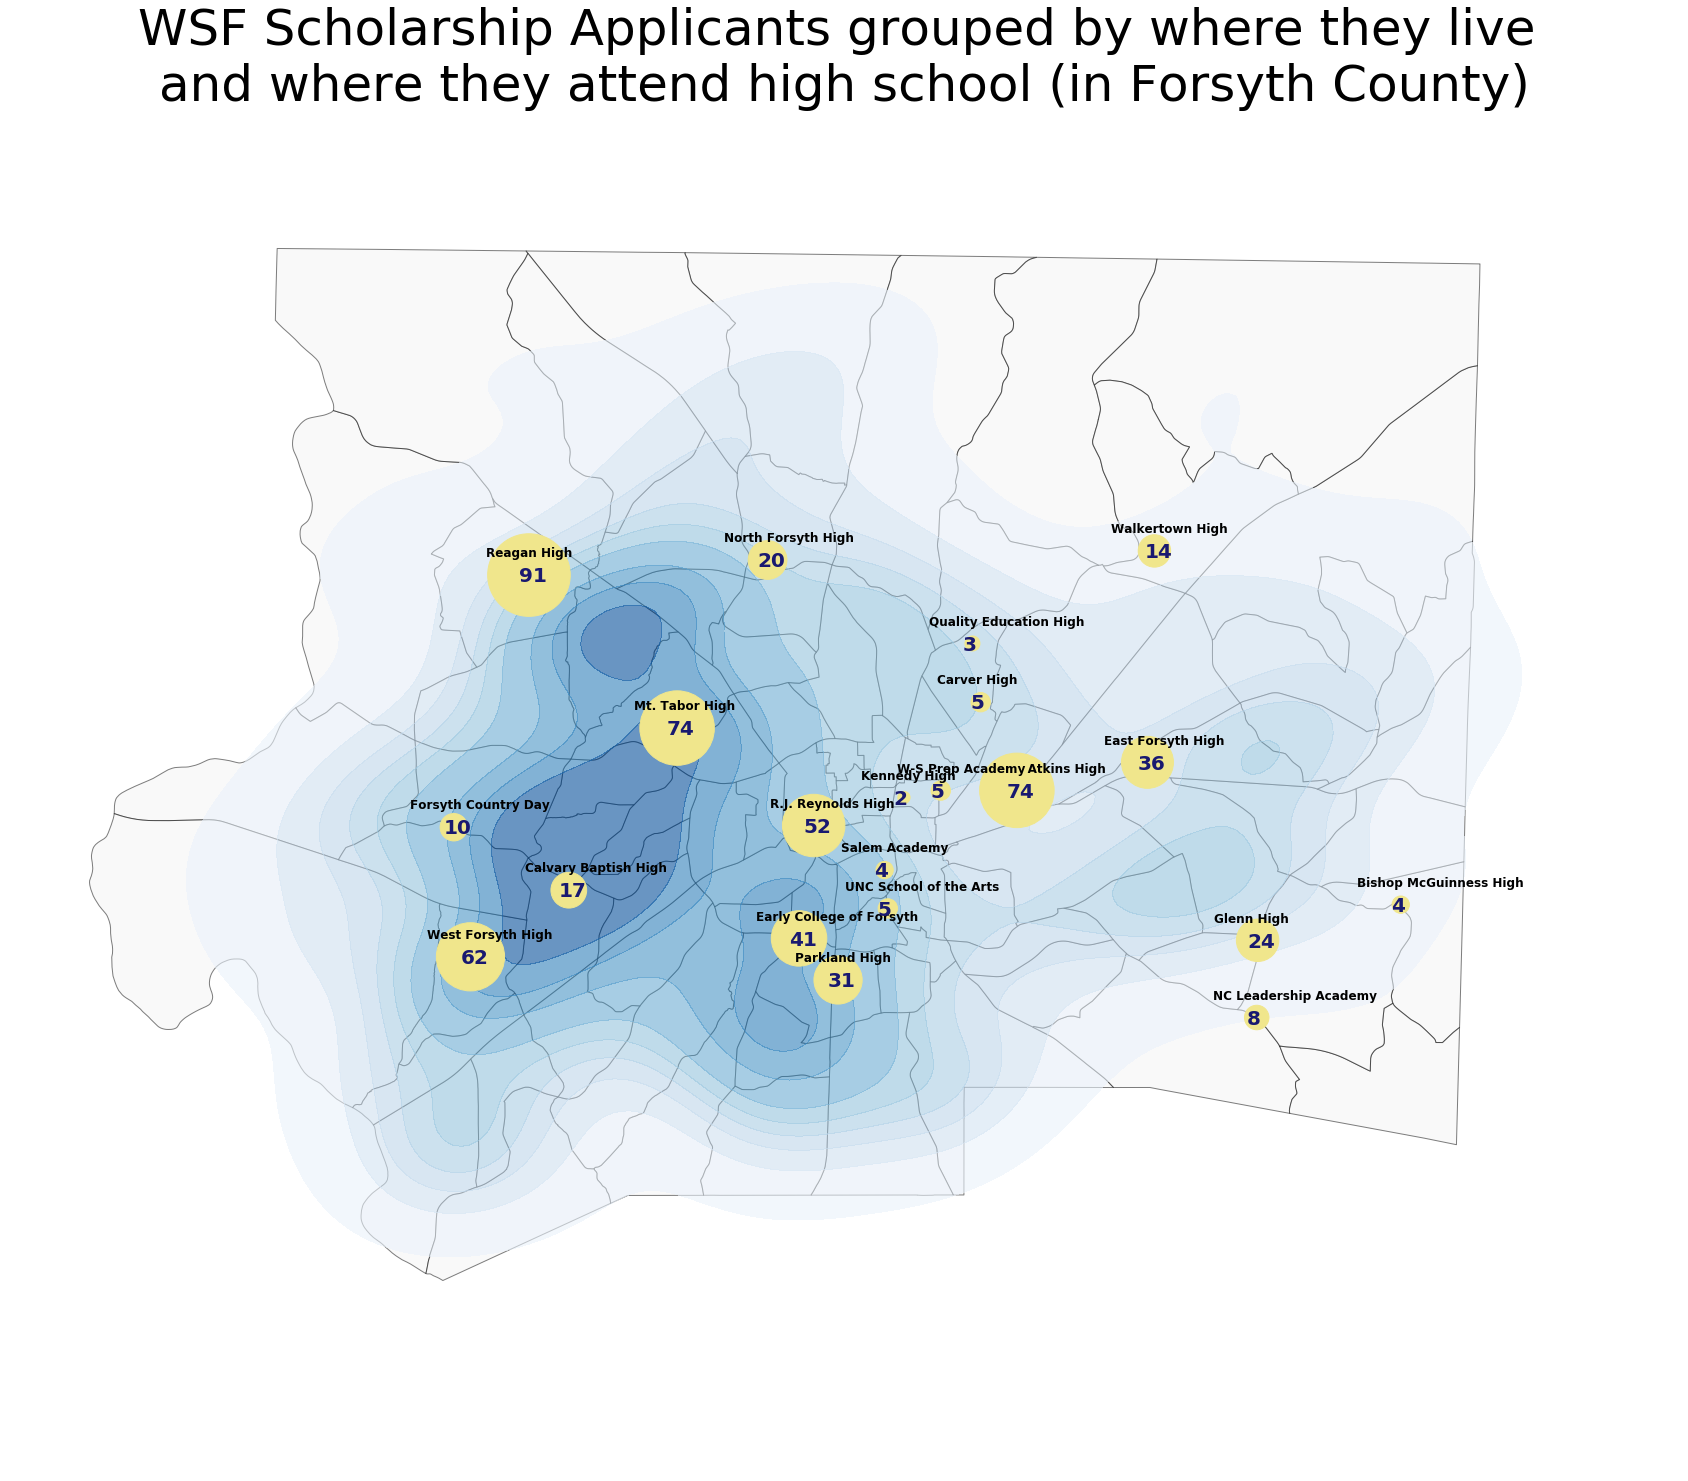 WSF Scholarship Applicants grouped by where they live
and where they attend high school (in Forsyth County)
Walkertown High
14
North Forsyth High
20
Reagan High
91
Quality Education High
3
Carver High
5
Mt. Tabor High
74
East Forsyth High
36
W-S Prep Academy
5
Atkins High
74
Kennedy High
2
R.J. Reynolds High
52
Forsyth Country Day
10
Salem Academy
4
Calvary Baptish High
17
UNC School of the Arts
5
Bishop McGuinness High
4
Early College of Forsyth
41
Glenn High
24
West Forsyth High
62
Parkland High
31
NC Leadership Academy
8